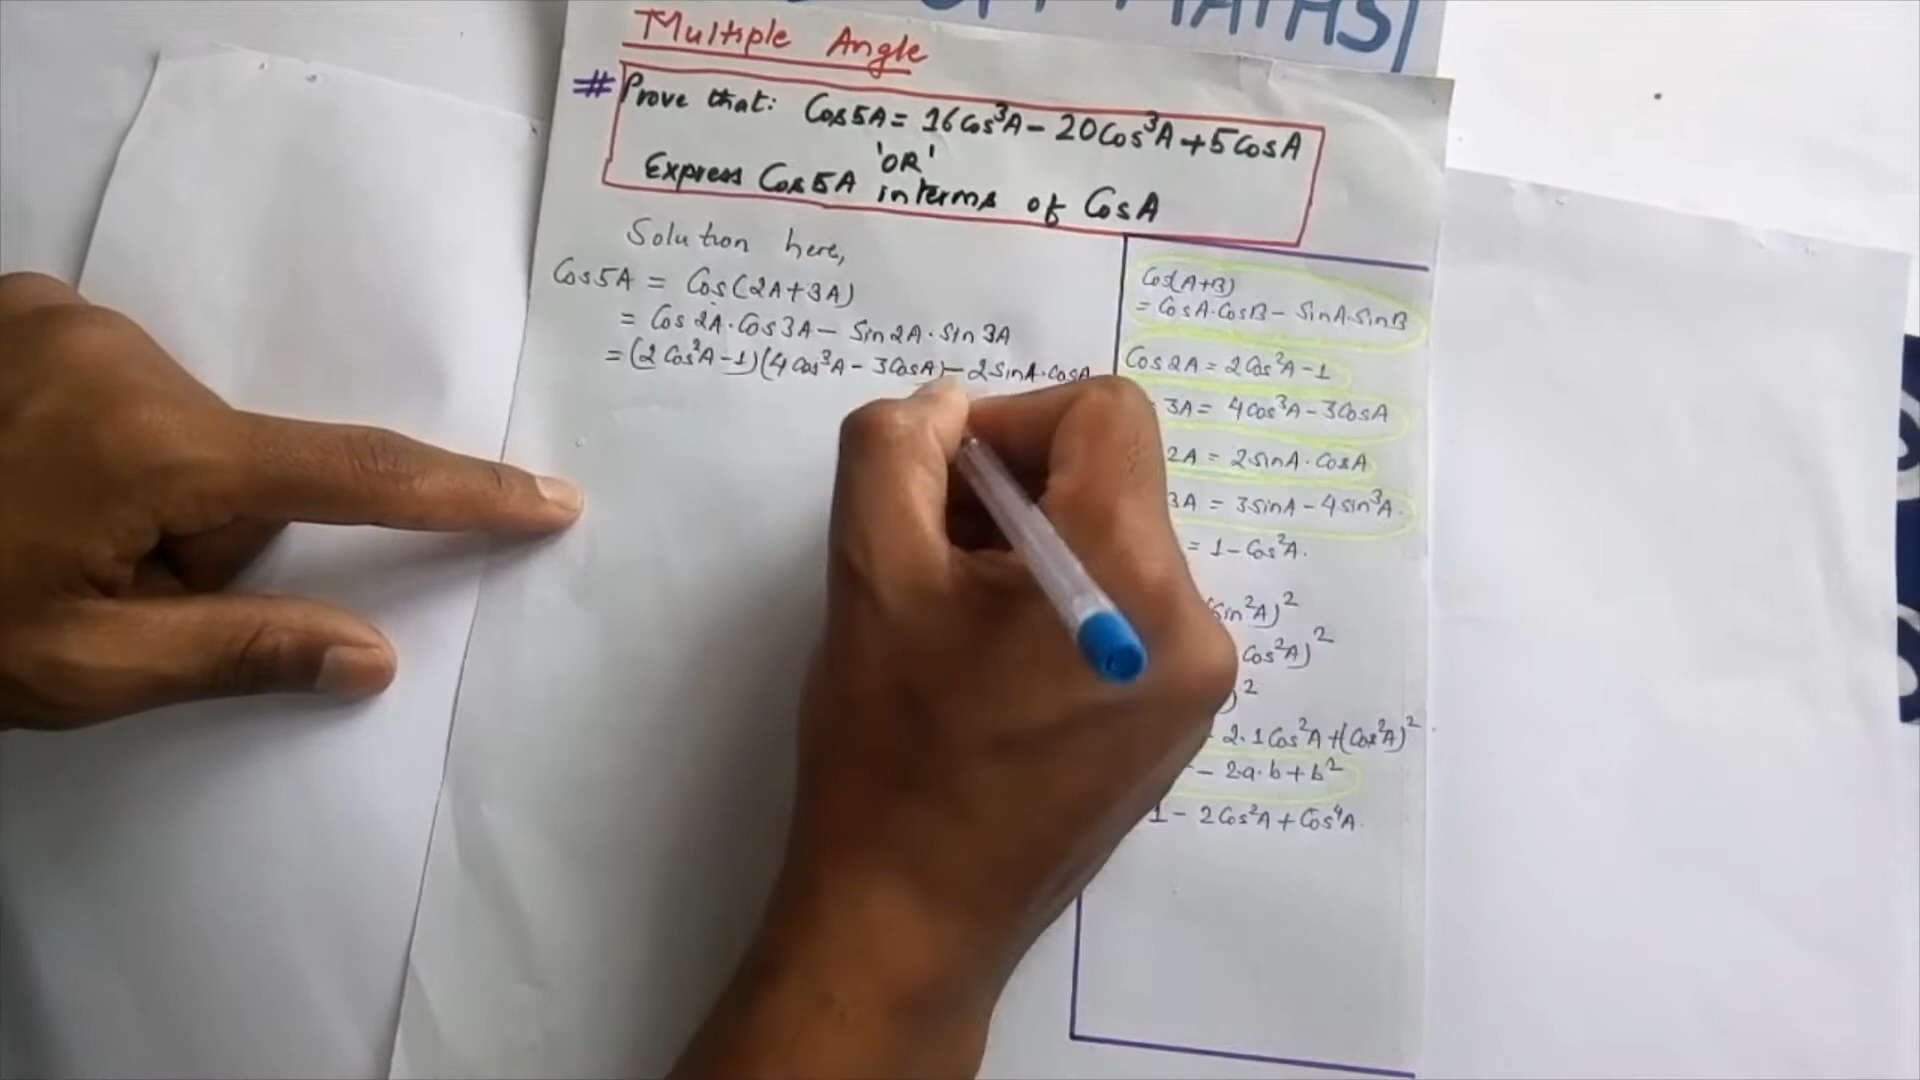 MATHS
Multiple Angle
# Prove that: Cos5A = 16Cos³A - 20Cos³A + 5CosA
'OR'
Express Cos5A interms of CosA
Solution here,
Cos5A = Cos(2A+3A)
= Cos2A·Cos3A - Sin2A·Sin3A
= (2Cos²A-1)(4Cos³A - 3CosA) - 2SinA·CosA
Cos(A+B)
= CosA·CosB - SinA·SinB
Cos2A = 2Cos²A - 1
3A = 4Cos³A - 3CosA
2A = 2SinA·CosA
3A = 3SinA - 4Sin³A.
= 1 - Cos²A.
Sin²A)²
Cos²A)²
)²
- 2·1Cos²A + (Cos²A)²
- 2a·b + b²
1 - 2Cos²A + Cos⁴A.